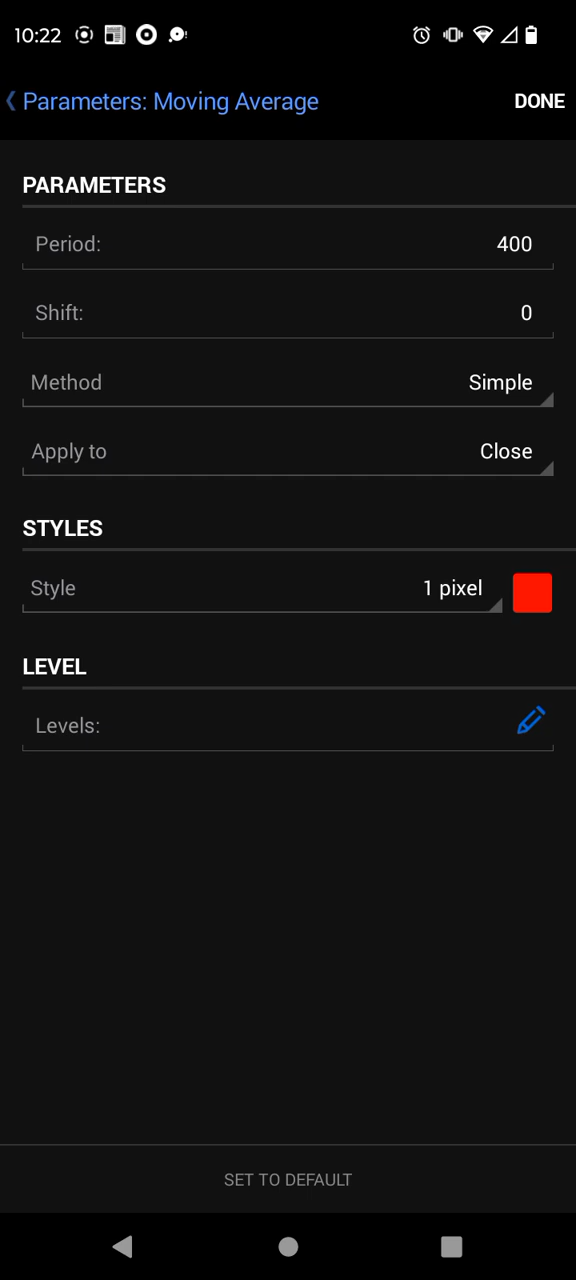 10:22
Parameters: Moving Average
DONE
PARAMETERS
Period: 400
Shift: 0
Method Simple
Apply to Close
STYLES
Style 1 pixel
LEVEL
Levels:
SET TO DEFAULT